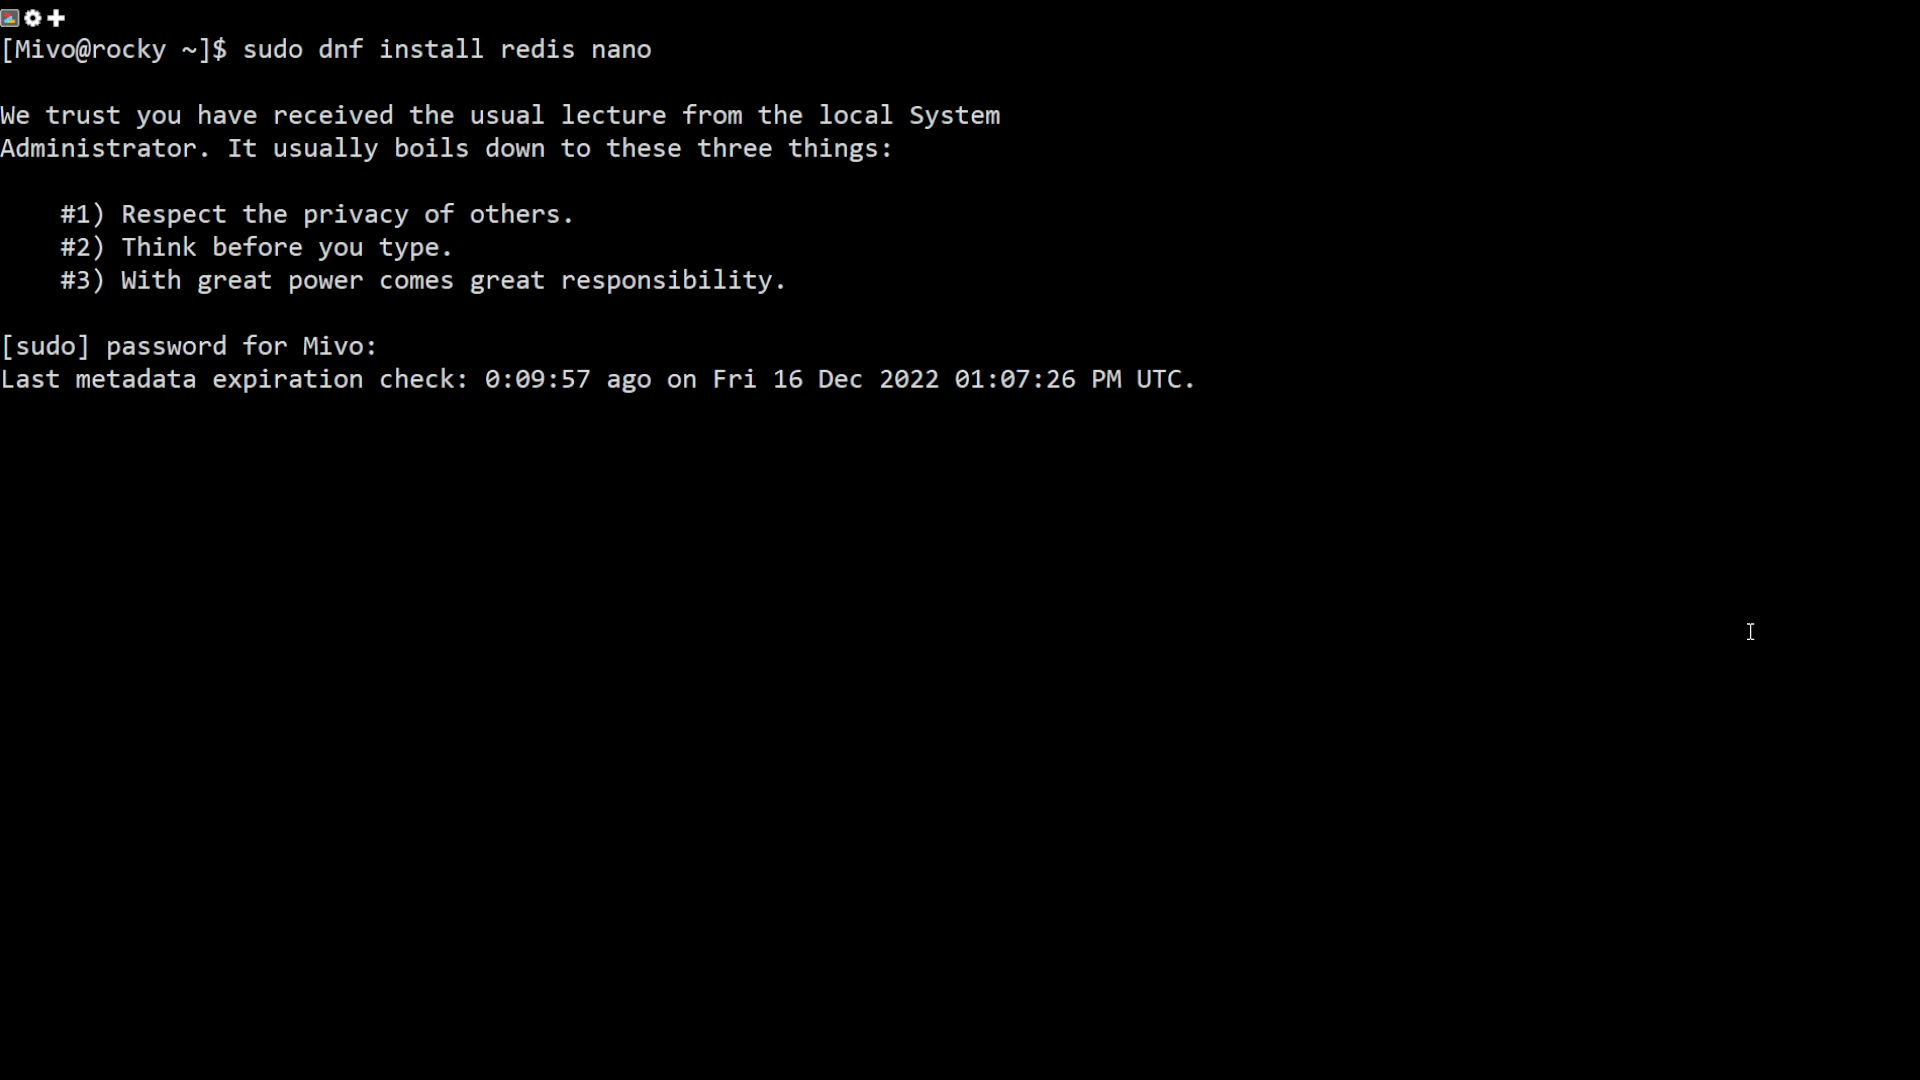 [Mivo@rocky ~]$ sudo dnf install redis nano
We trust you have received the usual lecture from the local System
Administrator. It usually boils down to these three things:
#1) Respect the privacy of others.
#2) Think before you type.
#3) With great power comes great responsibility.
[sudo] password for Mivo:
Last metadata expiration check: 0:09:57 ago on Fri 16 Dec 2022 01:07:26 PM UTC.